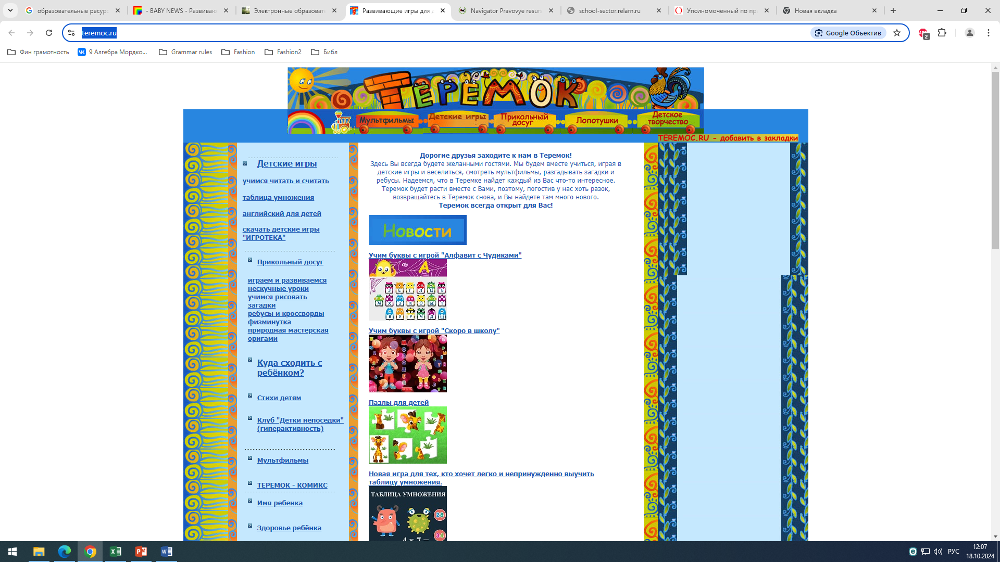 образовательные ресурс
- BABY NEWS - Развиваю
Электронные образовате
Развивающие игры для д
Navigator Pravovye resurs
school-sector.relarn.ru
Уполномоченный по пр
Новая вкладка
teremoc.ru
Google Объектив
ABP
2
Фин грамотность
9 Алгебра Мордко...
Grammar rules
Fashion
Fashion2
Библ
Теремок
Мультфильмы
Детские игры
Прикольный досуг
Лопотушки
Детское творчество
TEREMOC.RU - добавить в закладки
Детские игры
учимся читать и считать
таблица умножения
английский для детей
скачать детские игры
"ИГРОТЕКА"
Прикольный досуг
играем и развиваемся
нескучные уроки
учимся рисовать
загадки
ребусы и кроссворды
физминутка
природная мастерская
оригами
Куда сходить с
ребёнком?
Стихи детям
Клуб "Детки непоседки"
(гиперактивность)
Мультфильмы
ТЕРЕМОК - КОМИКС
Имя ребенка
Здоровье ребёнка
Дорогие друзья заходите к нам в Теремок!
Здесь Вы всегда будете желанными гостями. Мы будем вместе учиться, играя в
детские игры и веселиться, смотреть мультфильмы, разгадывать загадки и
ребусы. Надеемся, что в Теремке найдет каждый из Вас что-то интересное.
Теремок будет расти вместе с Вами, поэтому, погостив у нас хоть разок,
возвращайтесь в Теремок снова, и Вы найдете там много нового.
Теремок всегда открыт для Вас!
Новости
Учим буквы с игрой "Алфавит с Чудиками"
А
З Е Г Л Ц Ъ
М Х Э К О Ы Т
В У Р Ч Д Щ
Учим буквы с игрой "Скоро в школу"
МОЛОДЕЦ
ИГРАТЬ
Пазлы для детей
Новая игра для тех, кто хочет легко и непринужденно выучить
таблицу умножения.
ТАБЛИЦА УМНОЖЕНИЯ
28
34
4 x 7 =
РУС
12:07
18.10.2024